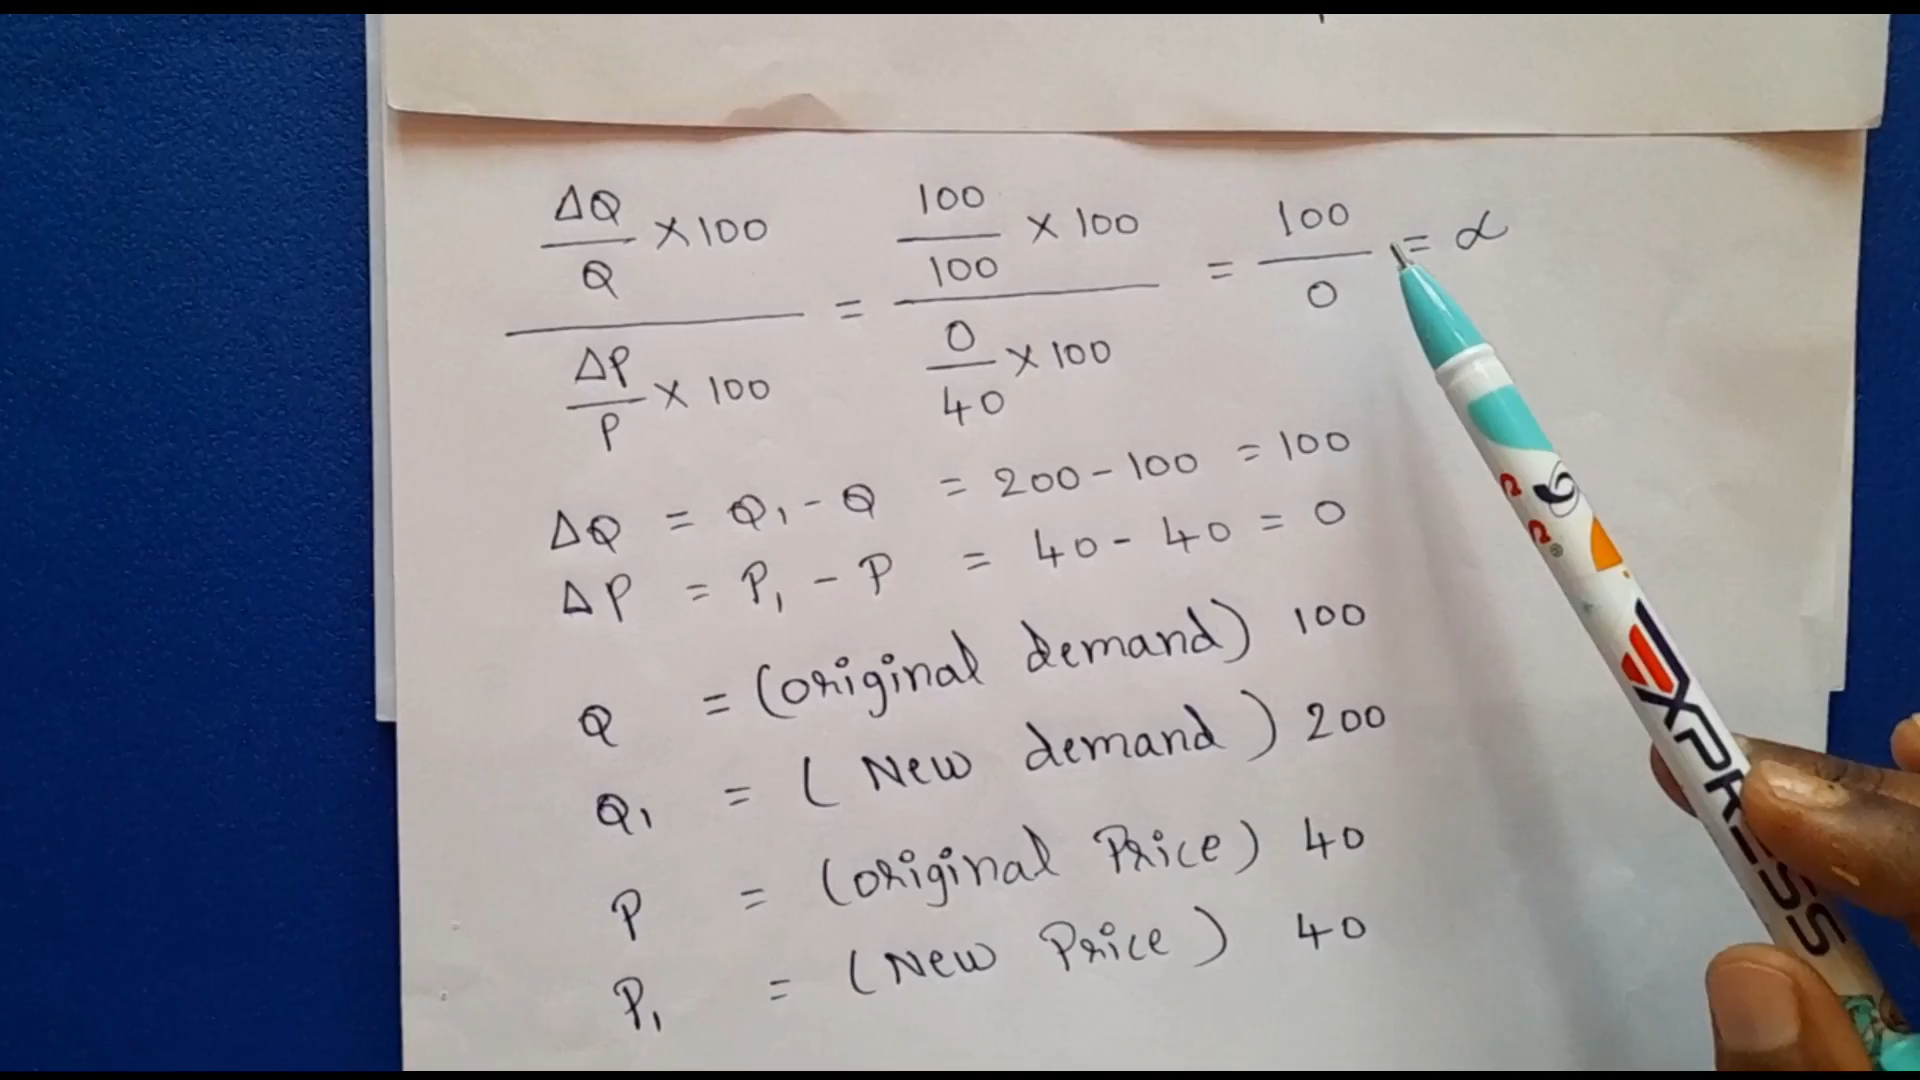 ΔQ/Q × 100 / ΔP/P × 100 = 100/100 × 100 / 0/40 × 100 = 100/0 = α
ΔQ = Q₁ - Q = 200 - 100 = 100
ΔP = P₁ - P = 40 - 40 = 0
Q = (original demand) 100
Q₁ = (New demand) 200
P = (original Price) 40
P₁ = (New Price) 40
EXPRESS